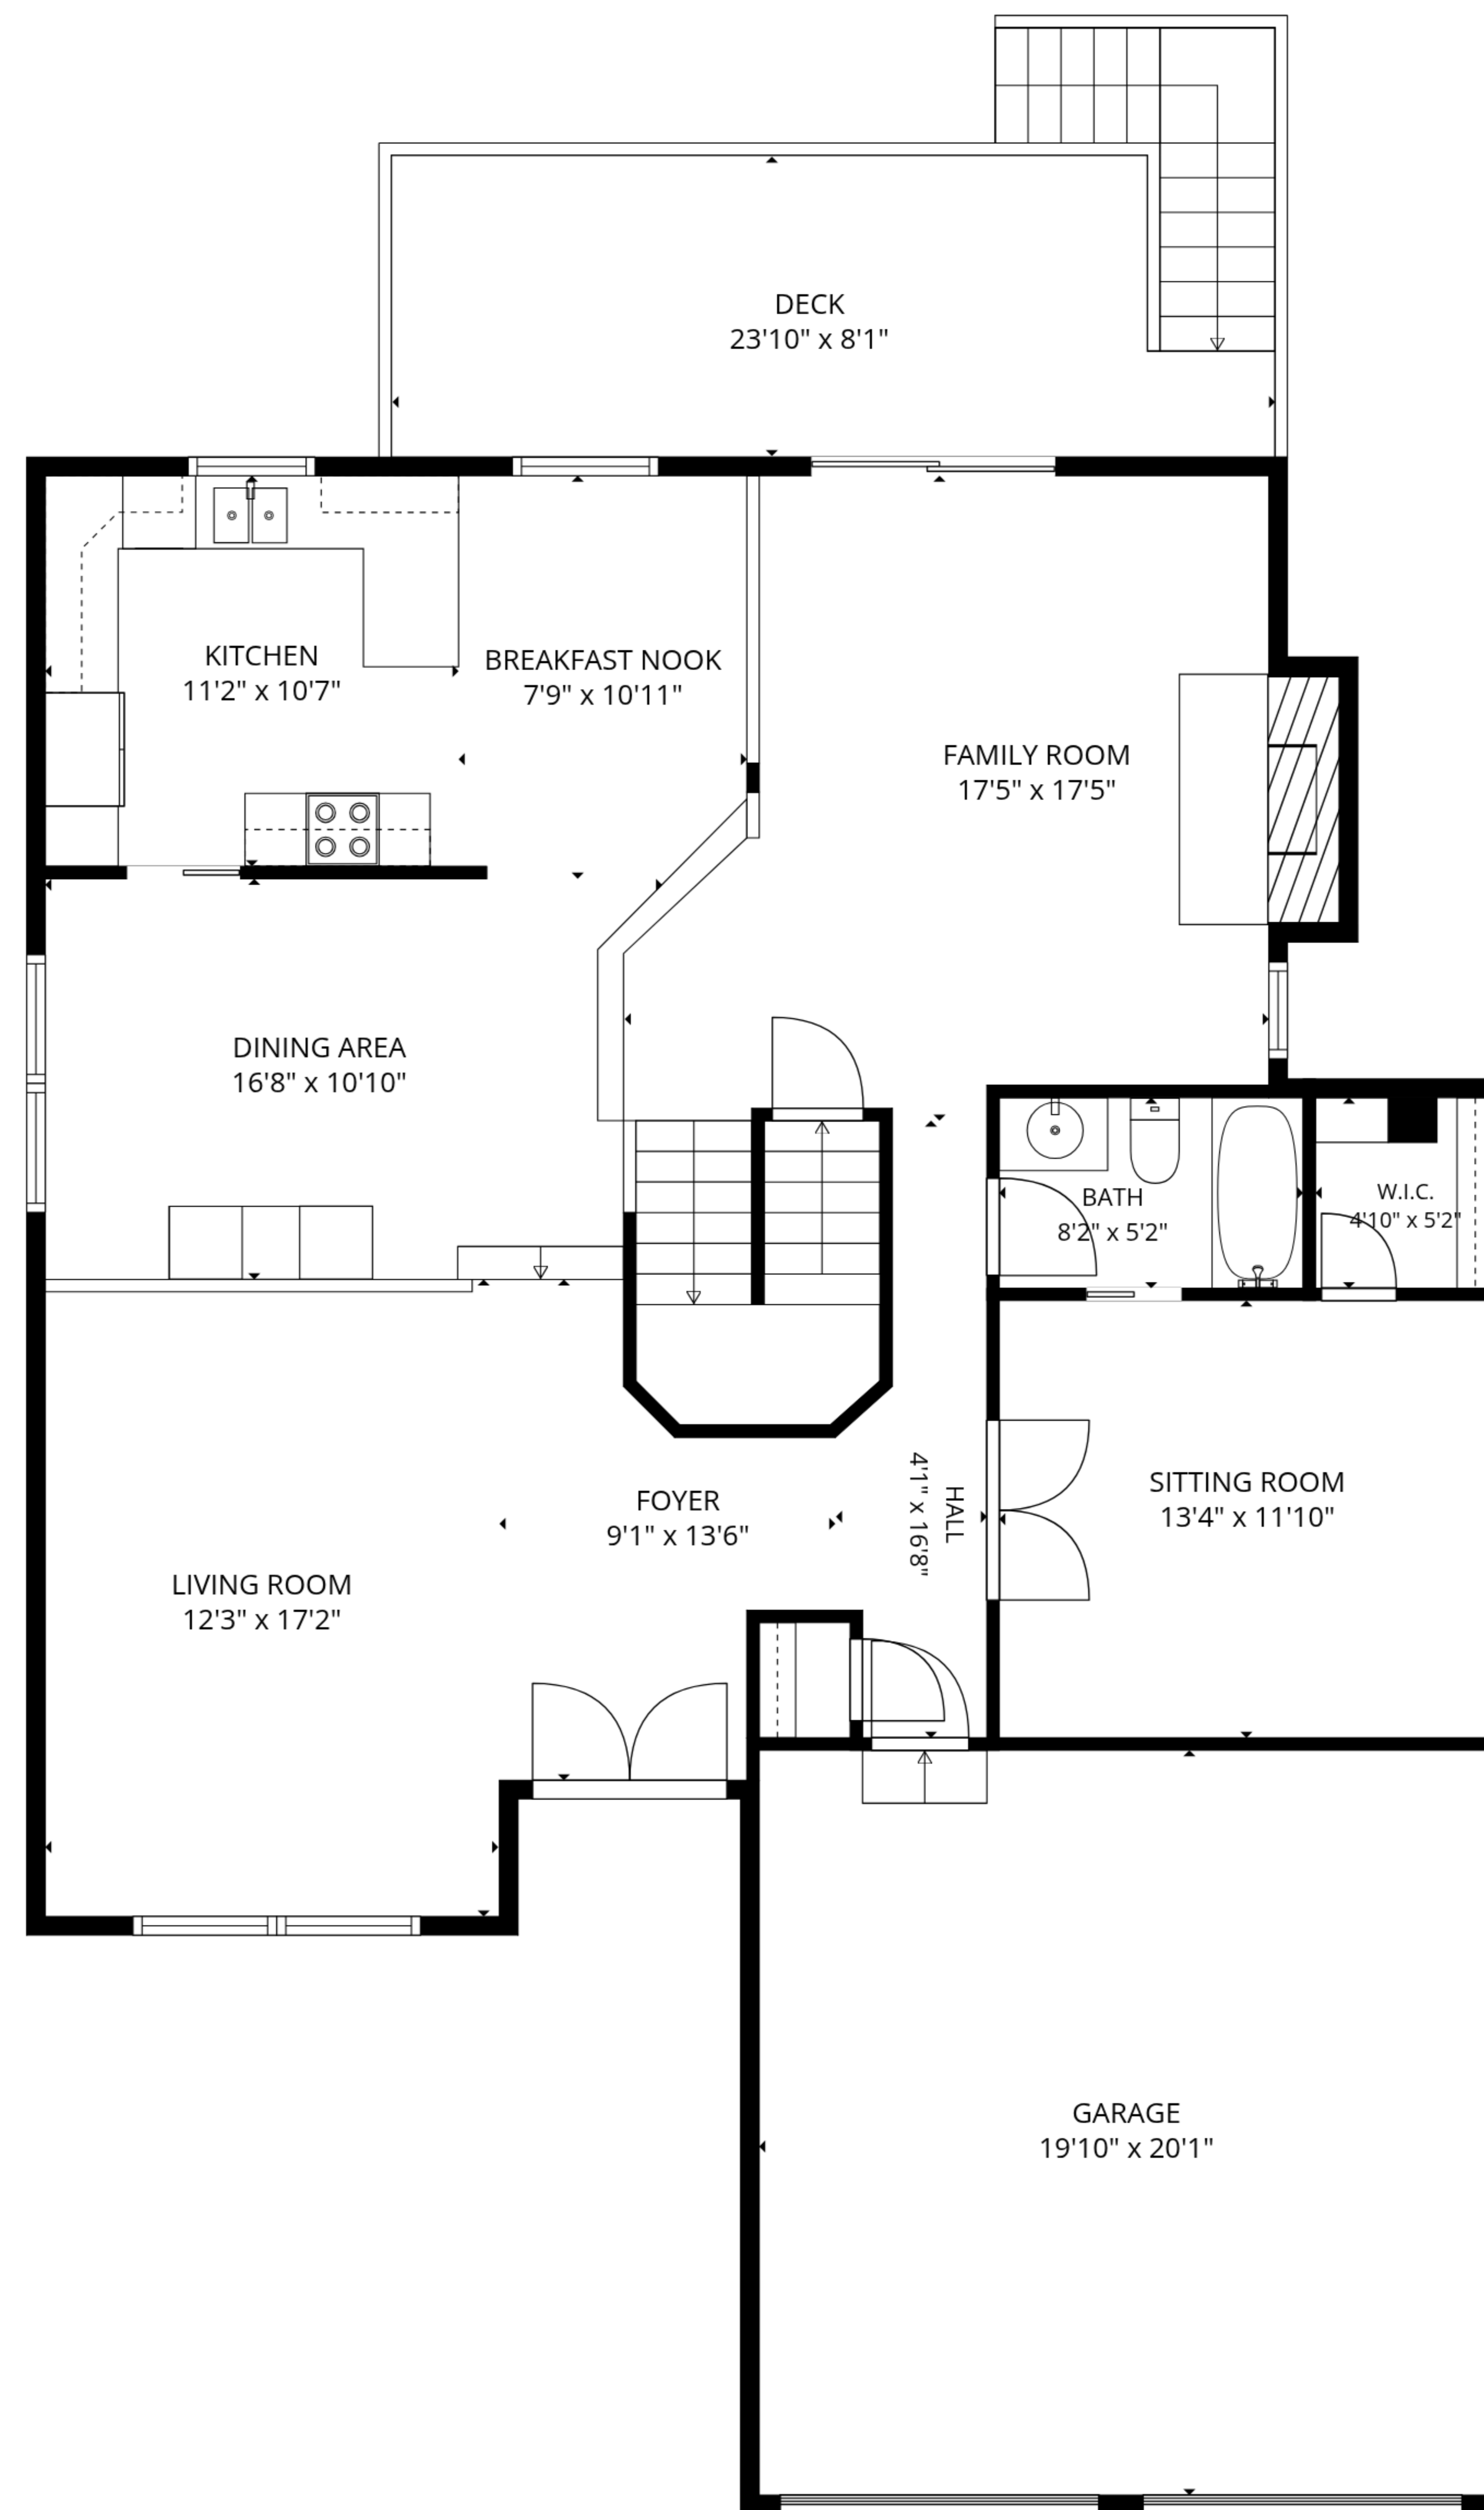 DECK
23'10" x 8'1"
KITCHEN
11'2" x 10'7"
BREAKFAST NOOK
7'9" x 10'11"
FAMILY ROOM
17'5" x 17'5"
DINING AREA
16'8" x 10'10"
BATH
8'2" x 5'2"
W.I.C.
4'10" x 5'2"
FOYER
9'1" x 13'6"
HALL
4'1" x 16'8"
SITTING ROOM
13'4" x 11'10"
LIVING ROOM
12'3" x 17'2"
GARAGE
19'10" x 20'1"